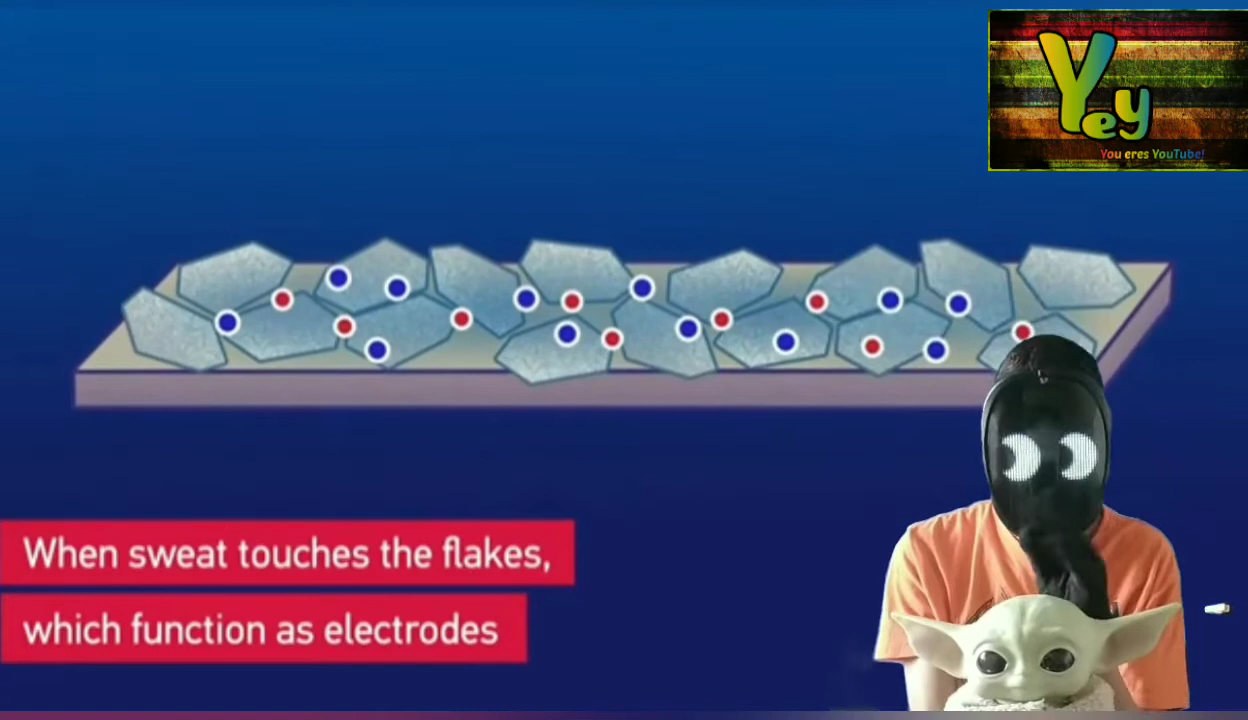 Yey
You eres YouTube!
When sweat touches the flakes,
which function as electrodes